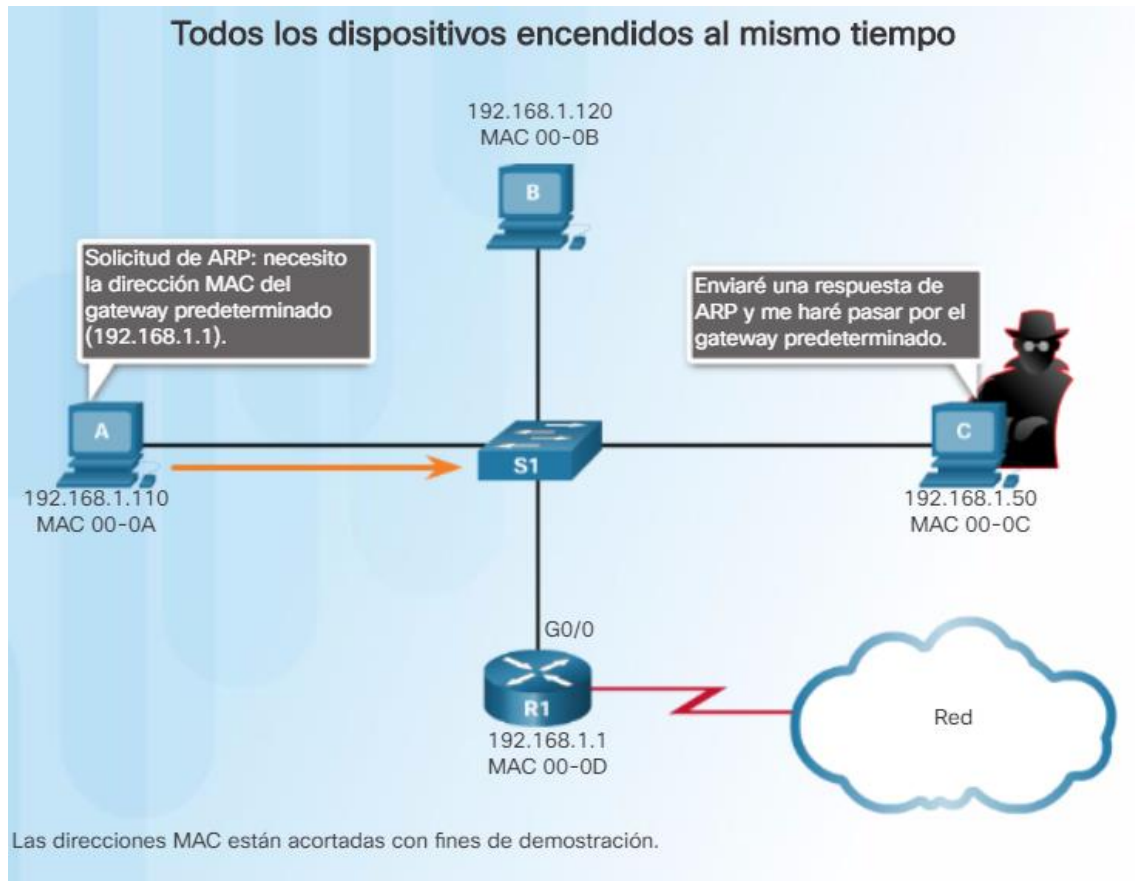 Todos los dispositivos encendidos al mismo tiempo
192.168.1.120
MAC 00-0B
B
Solicitud de ARP: necesito
la dirección MAC del
gateway predeterminado
(192.168.1.1).
Enviaré una respuesta de
ARP y me haré pasar por el
gateway predeterminado.
A
S1
C
192.168.1.110
MAC 00-0A
192.168.1.50
MAC 00-0C
G0/0
R1
Red
192.168.1.1
MAC 00-0D
Las direcciones MAC están acortadas con fines de demostración.